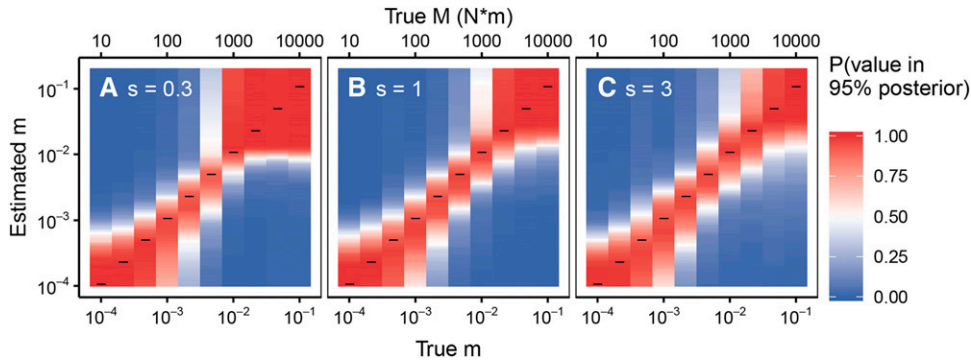 True M (N*m)
10 100 1000 10000 10 100 1000 10000 10 100 1000 10000
A s = 0.3
B s = 1
C s = 3
Estimated m
10⁻¹
10⁻²
10⁻³
10⁻⁴
10⁻⁴ 10⁻³ 10⁻² 10⁻¹ 10⁻⁴ 10⁻³ 10⁻² 10⁻¹ 10⁻⁴ 10⁻³ 10⁻² 10⁻¹
True m
P(value in
95% posterior)
1.00
0.75
0.50
0.25
0.00